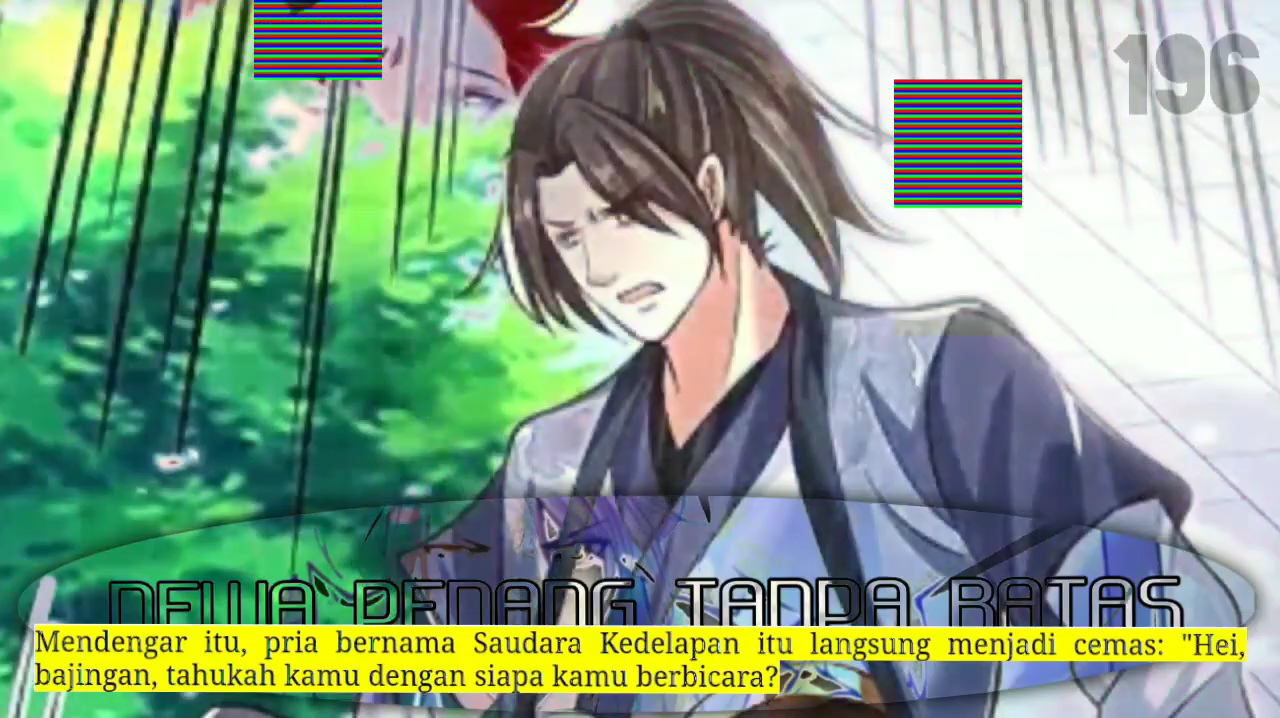 196
DEWA PEDANG TANPA BATAS
Mendengar itu, pria bernama Saudara Kedelapan itu langsung menjadi cemas: "Hei,
bajingan, tahukah kamu dengan siapa kamu berbicara?